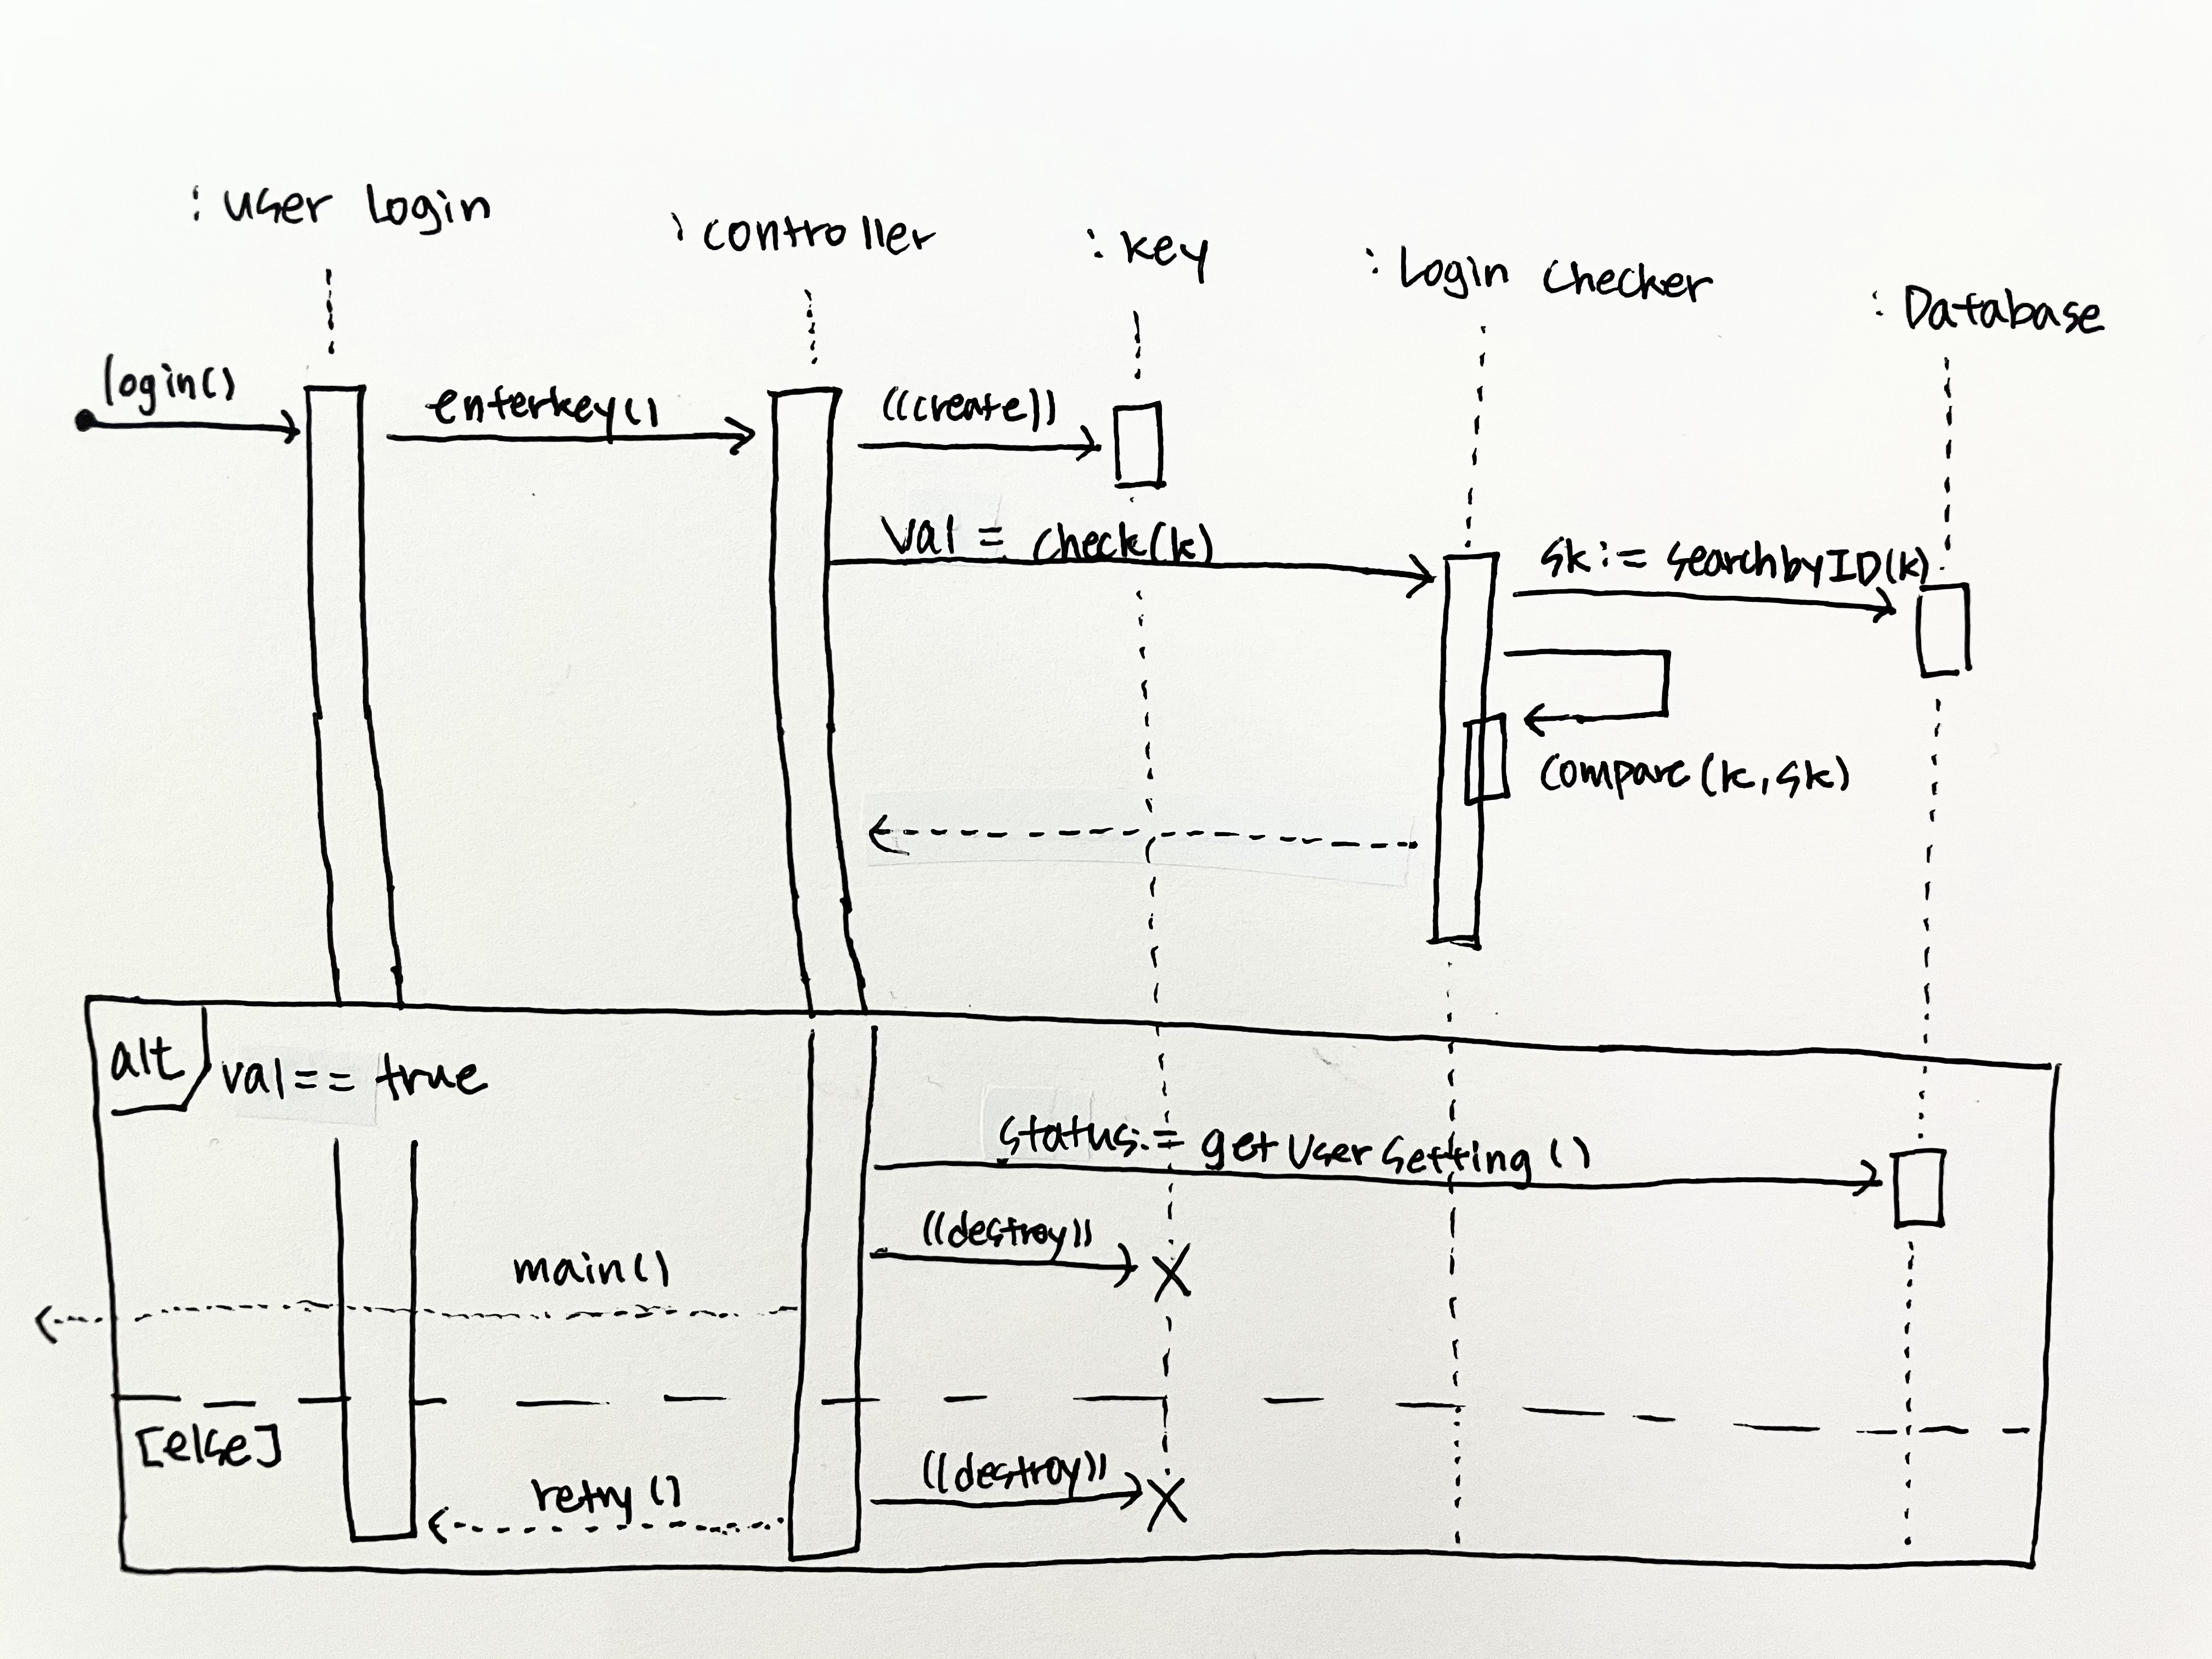 : user Login
: controller
: key
: Login Checker
: Database
login()
enterkey()
((create))
val = check(k)
sk := searchbyID(k)
compare(k, sk)
alt
val == true
status := getUserSetting()
((destroy))
main()
[else]
((destroy))
retry()